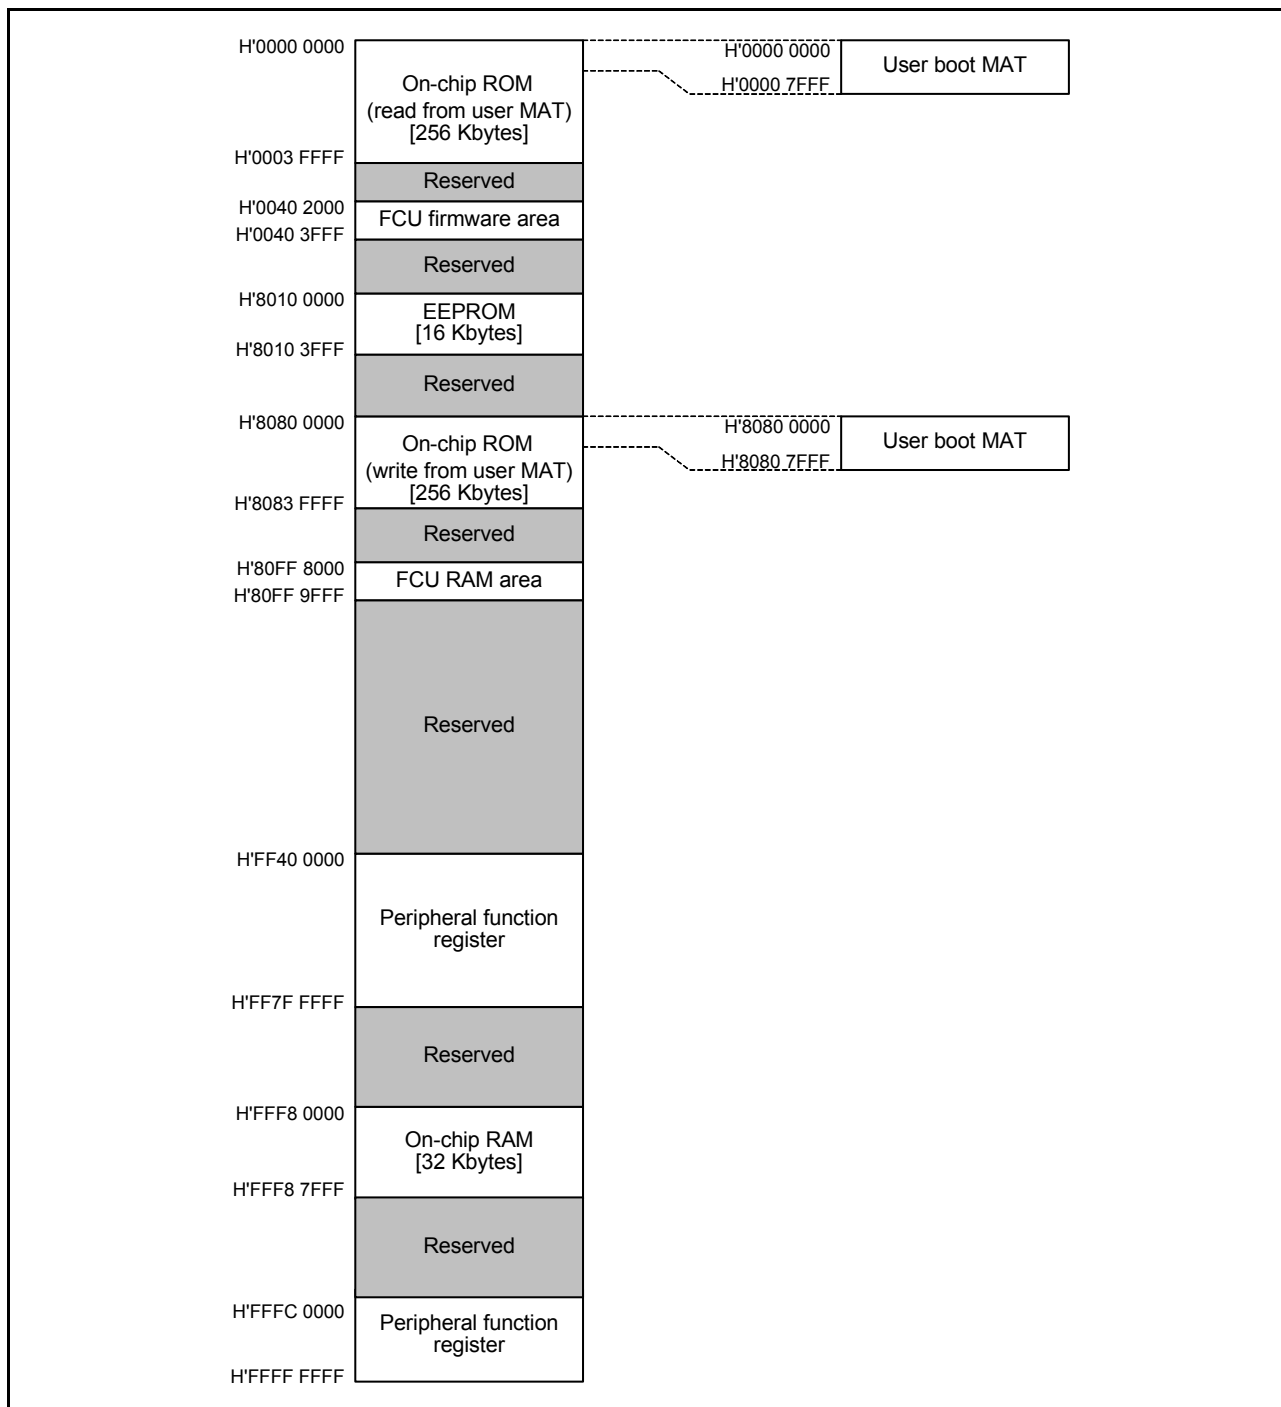 H'0000 0000
H'0000 0000
User boot MAT
On-chip ROM
H'0000 7FFF
(read from user MAT)
[256 Kbytes]
H'0003 FFFF
Reserved
H'0040 2000
FCU firmware area
H'0040 3FFF
Reserved
H'8010 0000
EEPROM
[16 Kbytes]
H'8010 3FFF
Reserved
H'8080 0000
H'8080 0000
User boot MAT
On-chip ROM
H'8080 7FFF
(write from user MAT)
[256 Kbytes]
H'8083 FFFF
Reserved
H'80FF 8000
FCU RAM area
H'80FF 9FFF
Reserved
H'FF40 0000
Peripheral function
register
H'FF7F FFFF
Reserved
H'FFF8 0000
On-chip RAM
[32 Kbytes]
H'FFF8 7FFF
Reserved
H'FFFC 0000
Peripheral function
register
H'FFFF FFFF